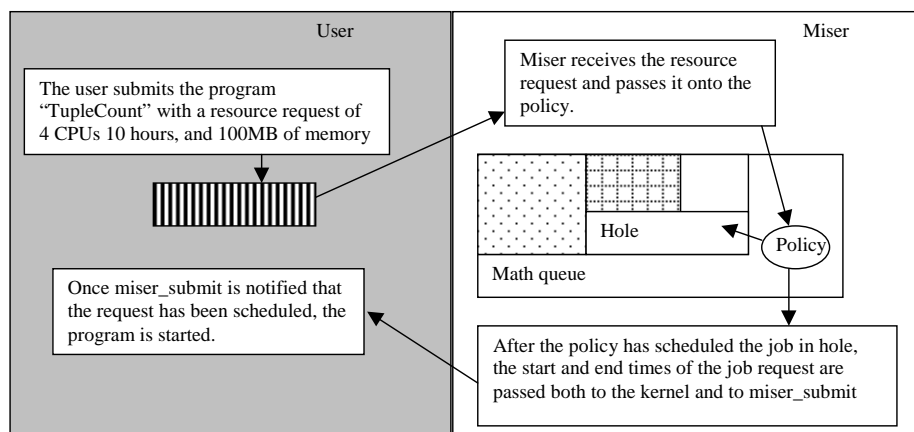 User
The user submits the program
“TupleCount” with a resource request of
4 CPUs 10 hours, and 100MB of memory
Once miser_submit is notified that
the request has been scheduled, the
program is started.
Miser
Miser receives the resource
request and passes it onto the
policy.
Hole
Policy
Math queue
After the policy has scheduled the job in hole,
the start and end times of the job request are
passed both to the kernel and to miser_submit